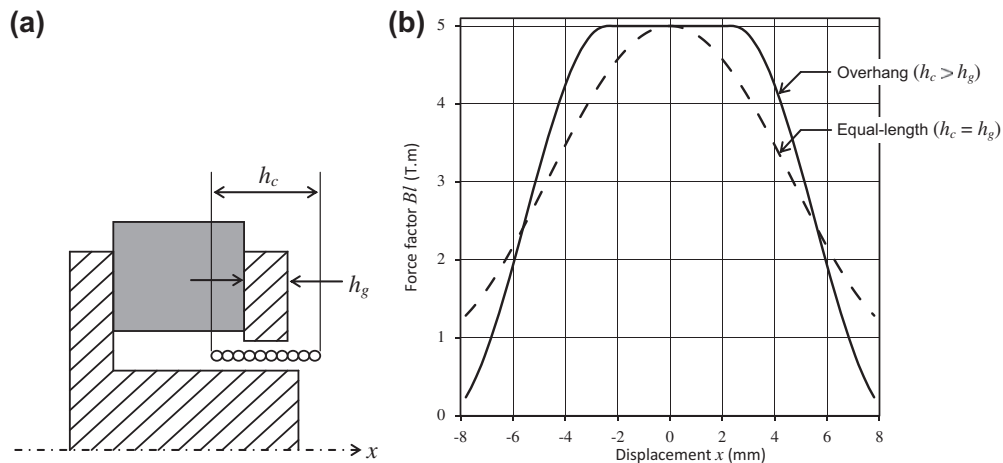 (a)
h_c
h_g
x
(b)
Force factor Bl (T.m)
5
4
3
2
1
0
-8 -6 -4 -2 0 2 4 6 8
Displacement x (mm)
Overhang (h_c > h_g)
Equal-length (h_c = h_g)